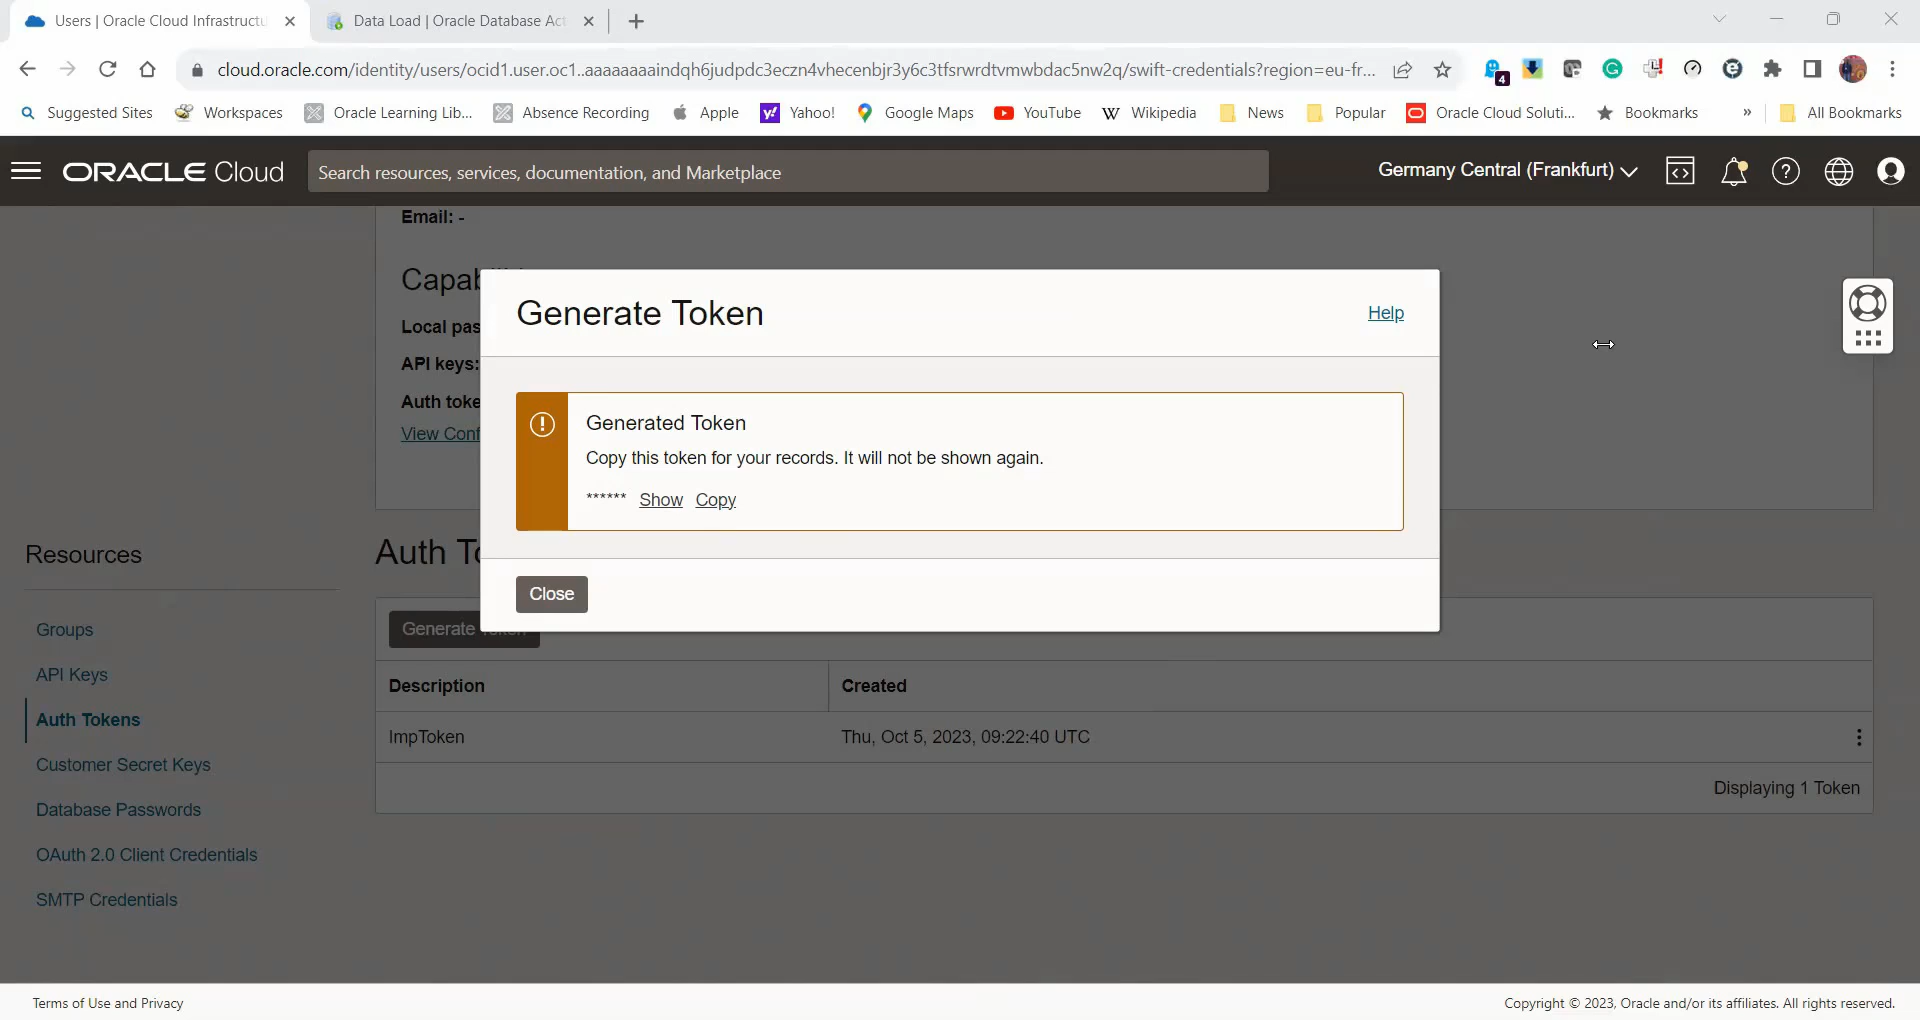 Users | Oracle Cloud Infrastructu
Data Load | Oracle Database Act
cloud.oracle.com/identity/users/ocid1.user.oc1..aaaaaaaaindqh6judpdc3eczn4vhecenbjr3y6c3tfsrwrdtvmwbdac5nw2q/swift-credentials?region=eu-fr...
4
Suggested Sites Workspaces Oracle Learning Lib... Absence Recording Apple Yahoo! Google Maps YouTube Wikipedia News Popular Oracle Cloud Soluti... Bookmarks » All Bookmarks
ORACLE Cloud
Search resources, services, documentation, and Marketplace
Germany Central (Frankfurt)
Email: -
Local pas
API keys:
Auth toke
View Conf
Generate Token
Help
Generated Token
Copy this token for your records. It will not be shown again.
****** Show Copy
Close
Resources
Groups
API Keys
Auth Tokens
Customer Secret Keys
Database Passwords
OAuth 2.0 Client Credentials
SMTP Credentials
Auth To
Generate Token
Description Created
ImpToken Thu, Oct 5, 2023, 09:22:40 UTC
Displaying 1 Token
Terms of Use and Privacy
Copyright © 2023, Oracle and/or its affiliates. All rights reserved.